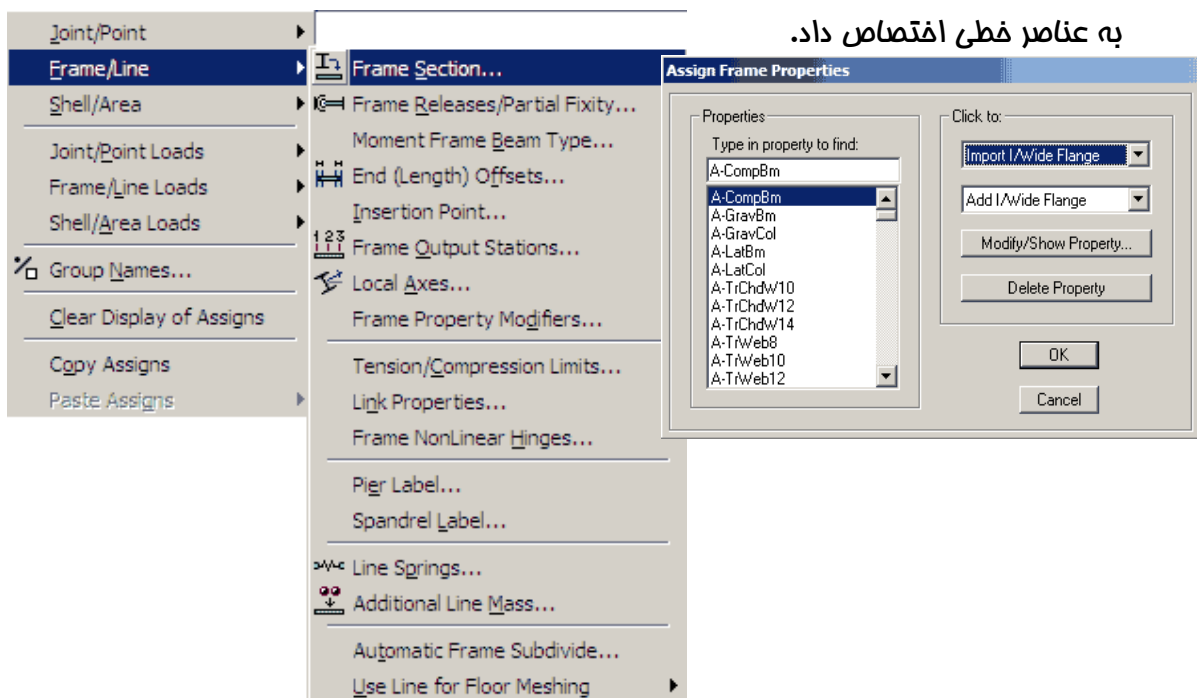 به عناصر خطی اختصاص داد.
Joint/Point
Frame/Line
Shell/Area
Joint/Point Loads
Frame/Line Loads
Shell/Area Loads
Group Names...
Clear Display of Assigns
Copy Assigns
Paste Assigns
Frame Section...
Frame Releases/Partial Fixity...
Moment Frame Beam Type...
End (Length) Offsets...
Insertion Point...
1 2 3
Frame Output Stations...
Local Axes...
Frame Property Modifiers...
Tension/Compression Limits...
Link Properties...
Frame NonLinear Hinges...
Pier Label...
Spandrel Label...
Line Springs...
Additional Line Mass...
Automatic Frame Subdivide...
Use Line for Floor Meshing
Assign Frame Properties
Properties
Type in property to find:
A-CompBm
A-CompBm
A-GravBm
A-GravCol
A-LatBm
A-LatCol
A-TrChdW10
A-TrChdW12
A-TrChdW14
A-TrWeb8
A-TrWeb10
A-TrWeb12
Click to:
Import I/Wide Flange
Add I/Wide Flange
Modify/Show Property...
Delete Property
OK
Cancel